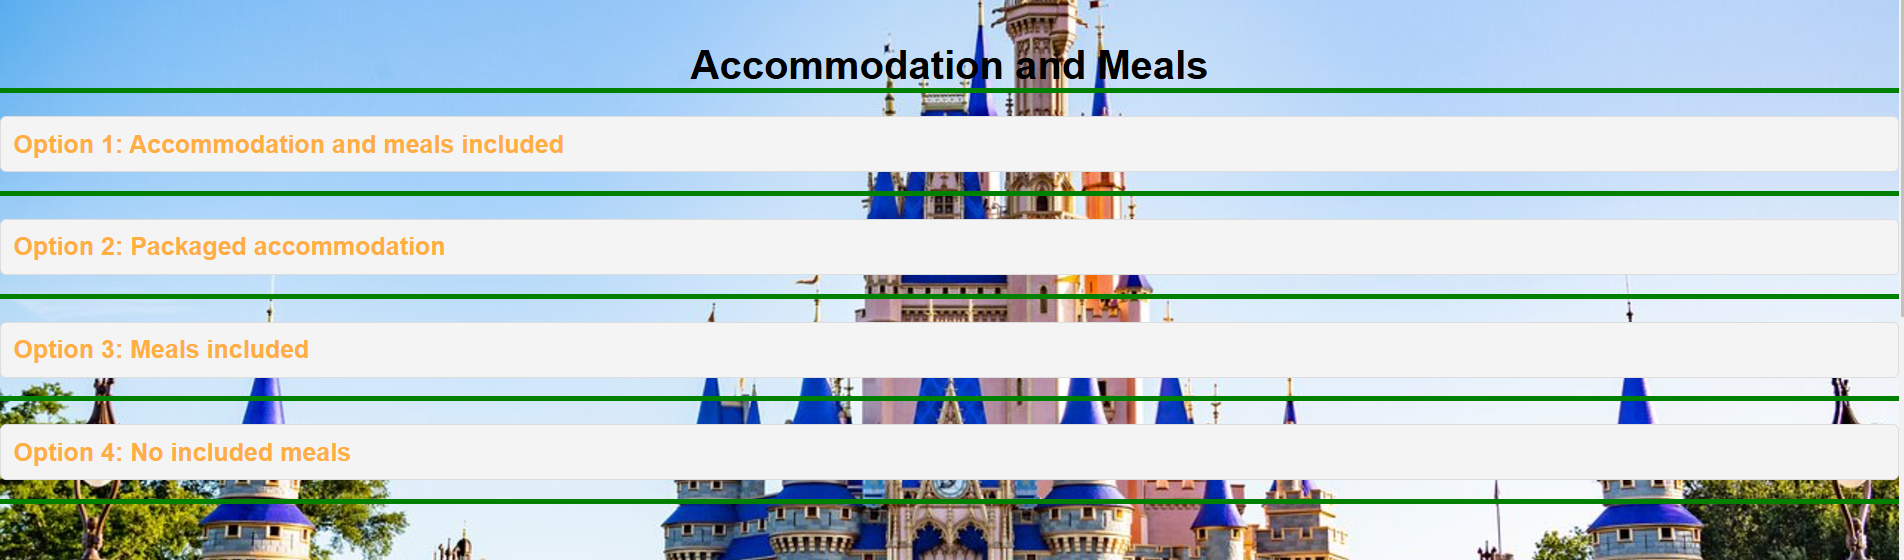 Accommodation and Meals
Option 1: Accommodation and meals included
Option 2: Packaged accommodation
Option 3: Meals included
Option 4: No included meals